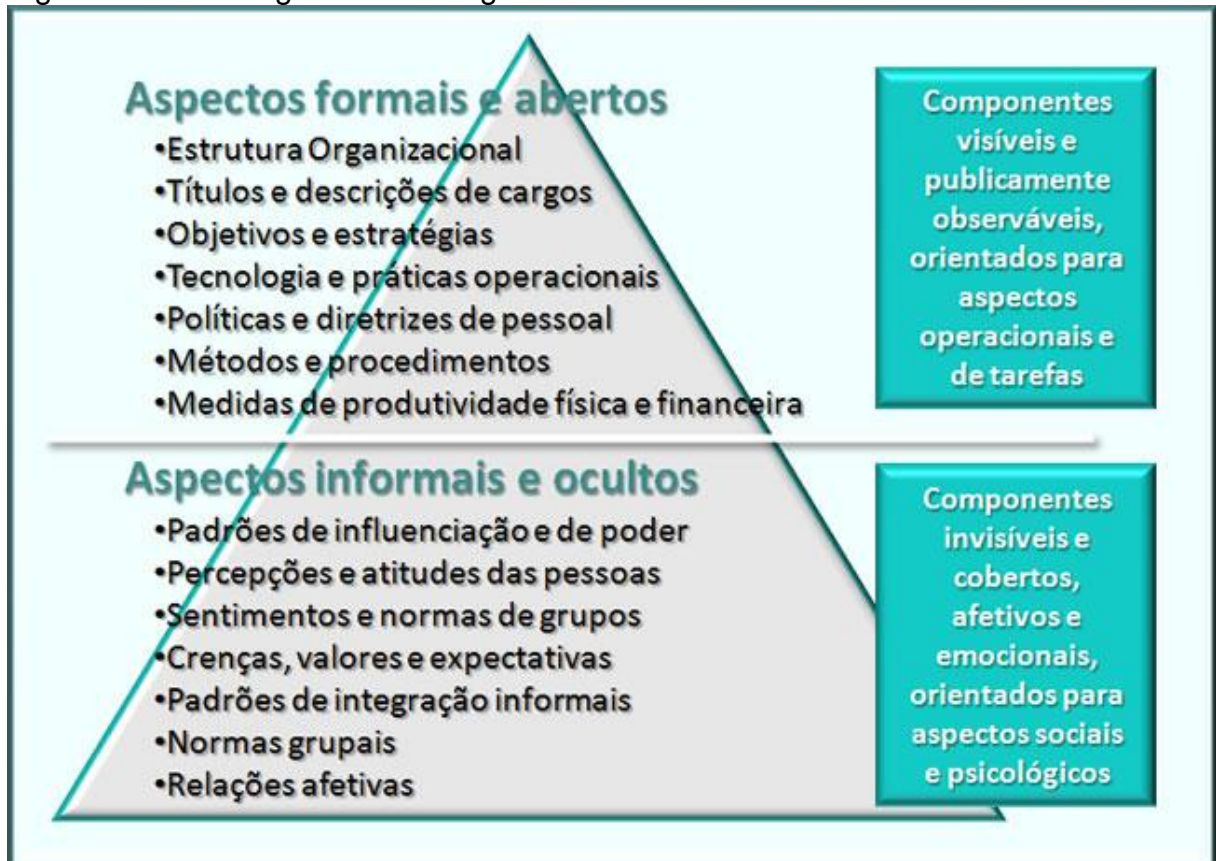 Aspectos formais e abertos
•Estrutura Organizacional
•Títulos e descrições de cargos
•Objetivos e estratégias
•Tecnologia e práticas operacionais
•Políticas e diretrizes de pessoal
•Métodos e procedimentos
•Medidas de produtividade física e financeira
Componentes
visíveis e
publicamente
observáveis,
orientados para
aspectos
operacionais e
de tarefas
Aspectos informais e ocultos
•Padrões de influenciação e de poder
•Percepções e atitudes das pessoas
•Sentimentos e normas de grupos
•Crenças, valores e expectativas
•Padrões de integração informais
•Normas grupais
•Relações afetivas
Componentes
invisíveis e
cobertos,
afetivos e
emocionais,
orientados para
aspectos sociais
e psicológicos